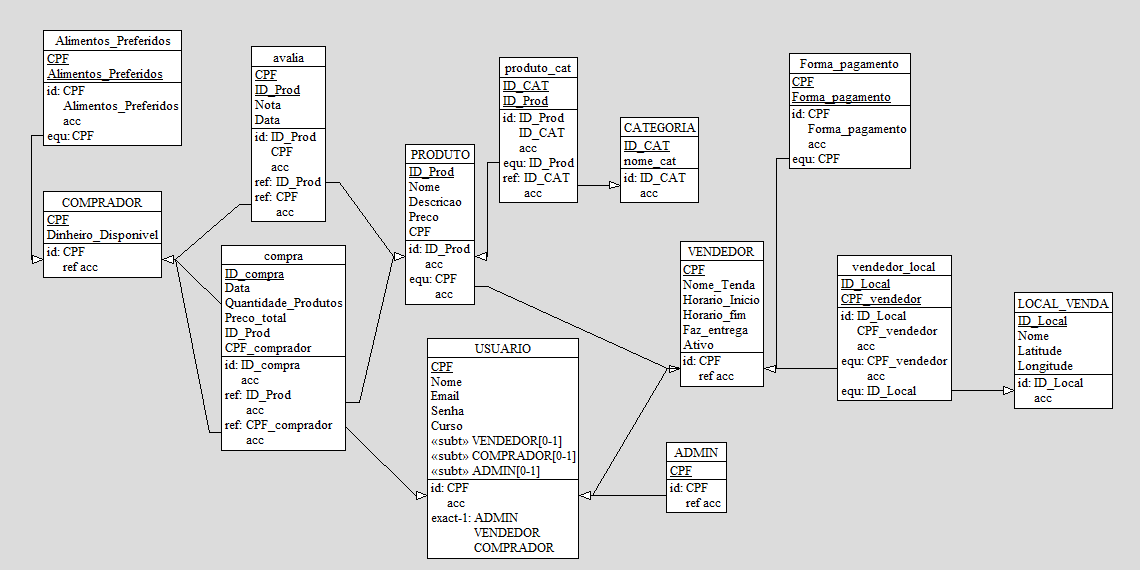 Alimentos_Preferidos
CPF
Alimentos_Preferidos
id: CPF
Alimentos_Preferidos
acc
equ: CPF
COMPRADOR
CPF
Dinheiro_Disponivel
id: CPF
ref acc
avalia
CPF
ID_Prod
Nota
Data
id: ID_Prod
CPF
acc
ref: ID_Prod
ref: CPF
acc
compra
ID_compra
Data
Quantidade_Produtos
Preco_total
ID_Prod
CPF_comprador
id: ID_compra
acc
ref: ID_Prod
acc
ref: CPF_comprador
acc
PRODUTO
ID_Prod
Nome
Descricao
Preco
CPF
id: ID_Prod
acc
equ: CPF
acc
produto_cat
ID_CAT
ID_Prod
id: ID_Prod
ID_CAT
acc
equ: ID_Prod
ref: ID_CAT
acc
CATEGORIA
ID_CAT
nome_cat
id: ID_CAT
acc
USUARIO
CPF
Nome
Email
Senha
Curso
«subt» VENDEDOR[0-1]
«subt» COMPRADOR[0-1]
«subt» ADMIN[0-1]
id: CPF
acc
exact-1: ADMIN
VENDEDOR
COMPRADOR
Forma_pagamento
CPF
Forma_pagamento
id: CPF
Forma_pagamento
acc
equ: CPF
VENDEDOR
CPF
Nome_Tenda
Horario_Inicio
Horario_fim
Faz_entrega
Ativo
id: CPF
ref acc
ADMIN
CPF
id: CPF
ref acc
vendedor_local
ID_Local
CPF_vendedor
id: ID_Local
CPF_vendedor
acc
equ: CPF_vendedor
acc
equ: ID_Local
LOCAL_VENDA
ID_Local
Nome
Latitude
Longitude
id: ID_Local
acc